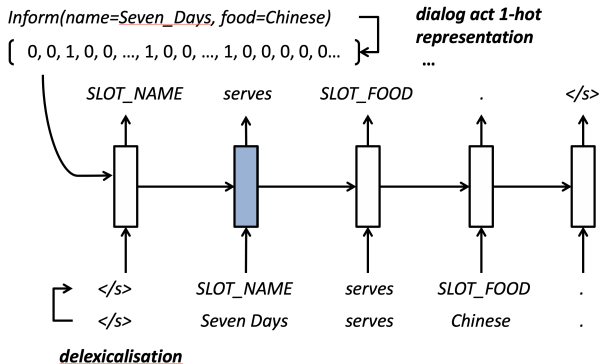 Inform(name=Seven_Days, food=Chinese)
dialog act 1-hot
representation
[ 0, 0, 1, 0, 0, ..., 1, 0, 0, ..., 1, 0, 0, 0, 0, 0... ]
...
SLOT_NAME serves SLOT_FOOD . </s>
</s> SLOT_NAME serves SLOT_FOOD .
</s> Seven Days serves Chinese .
delexicalisation